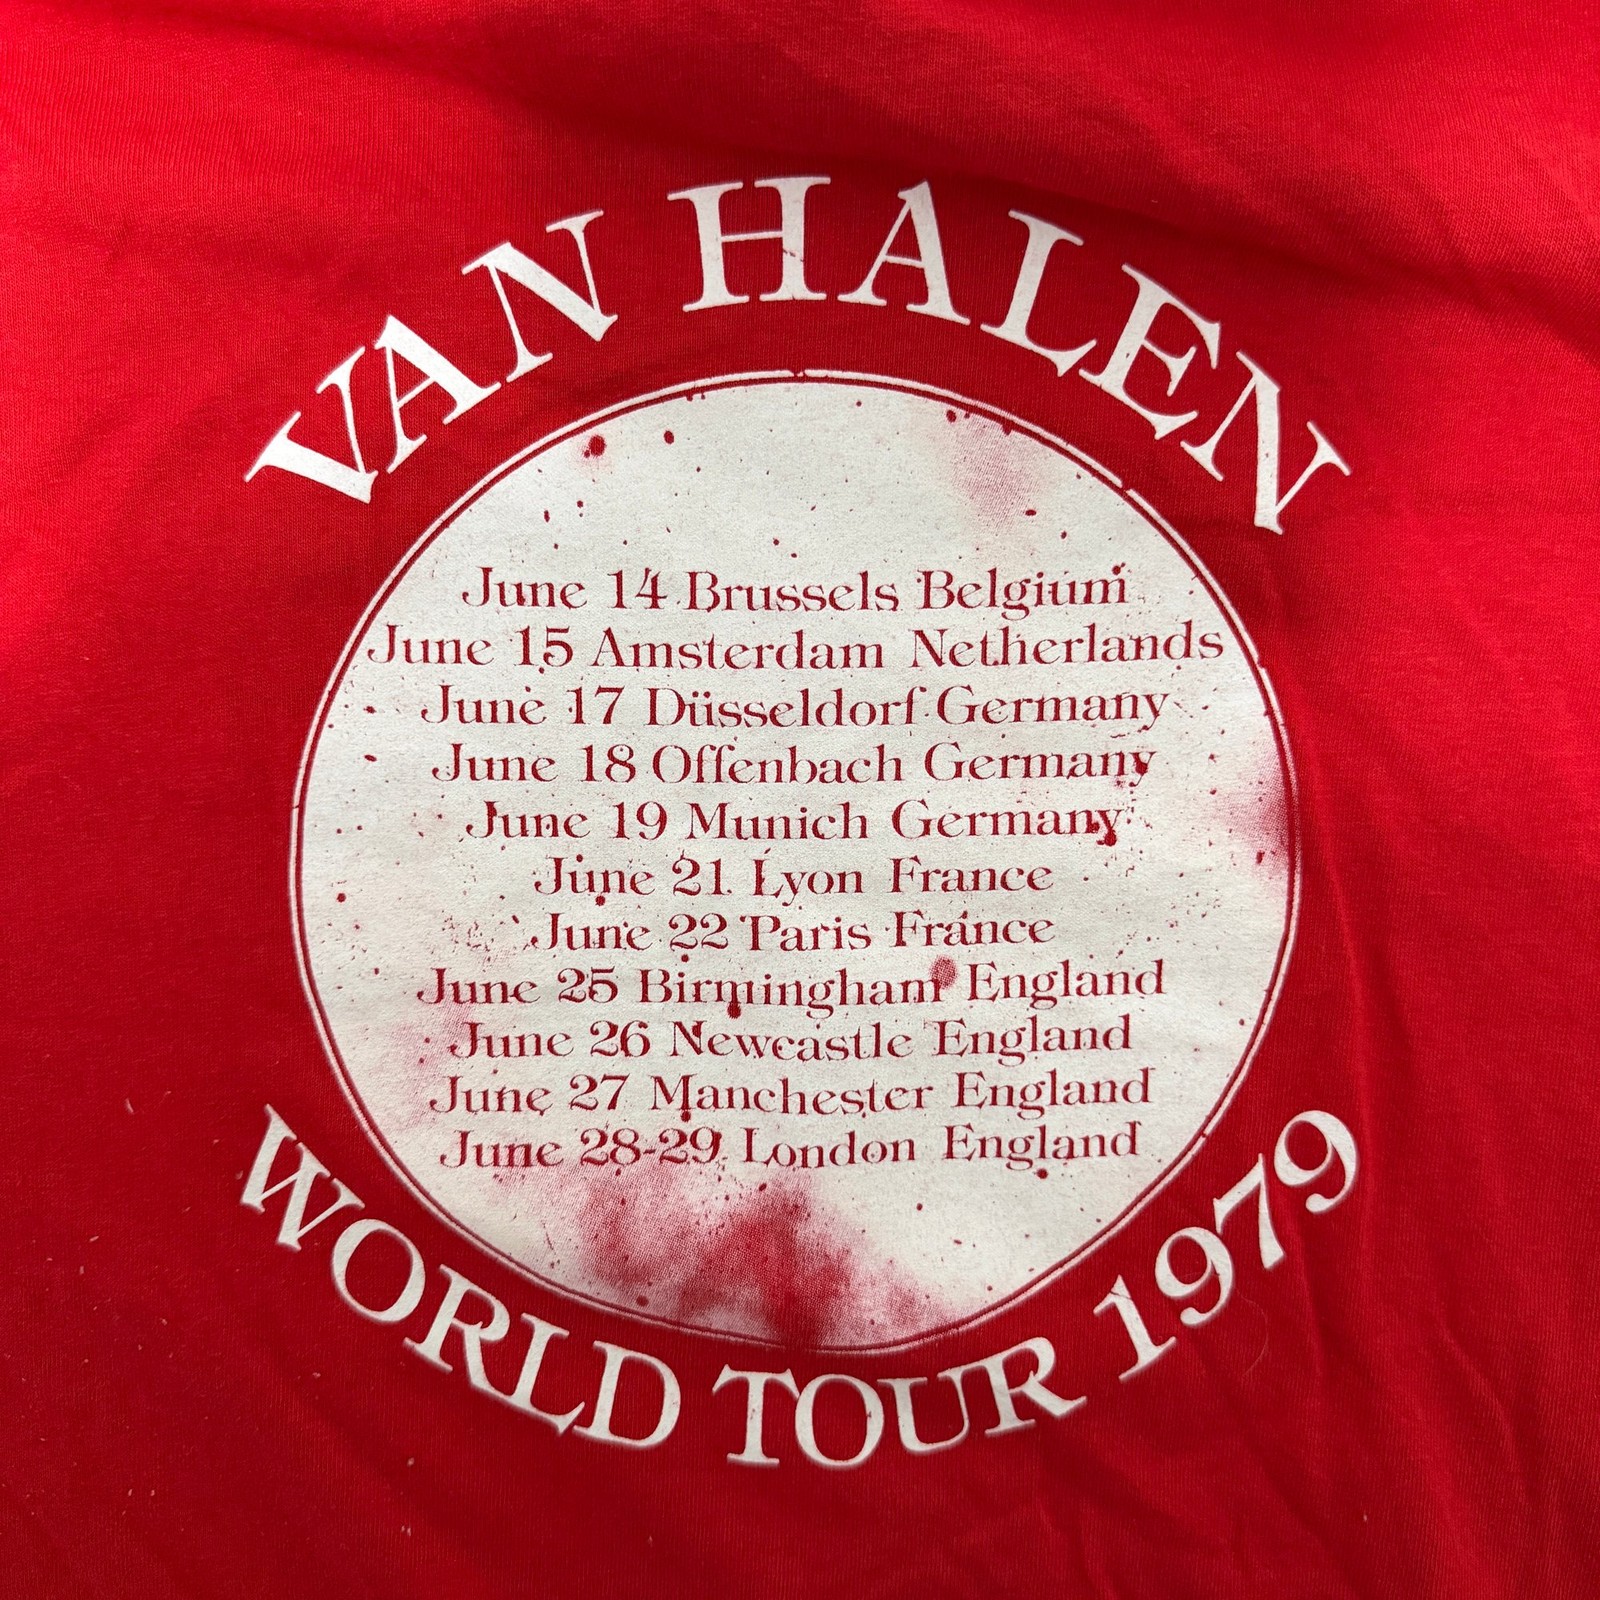 VAN HALEN
June 14 Brussels Belgium
June 15 Amsterdam Netherlands
June 17 Düsseldorf Germany
June 18 Offenbach Germany
June 19 Munich Germany
June 21 Lyon France
June 22 Paris France
June 25 Birmingham England
June 26 Newcastle England
June 27 Manchester England
June 28-29 London England
WORLD TOUR 1979